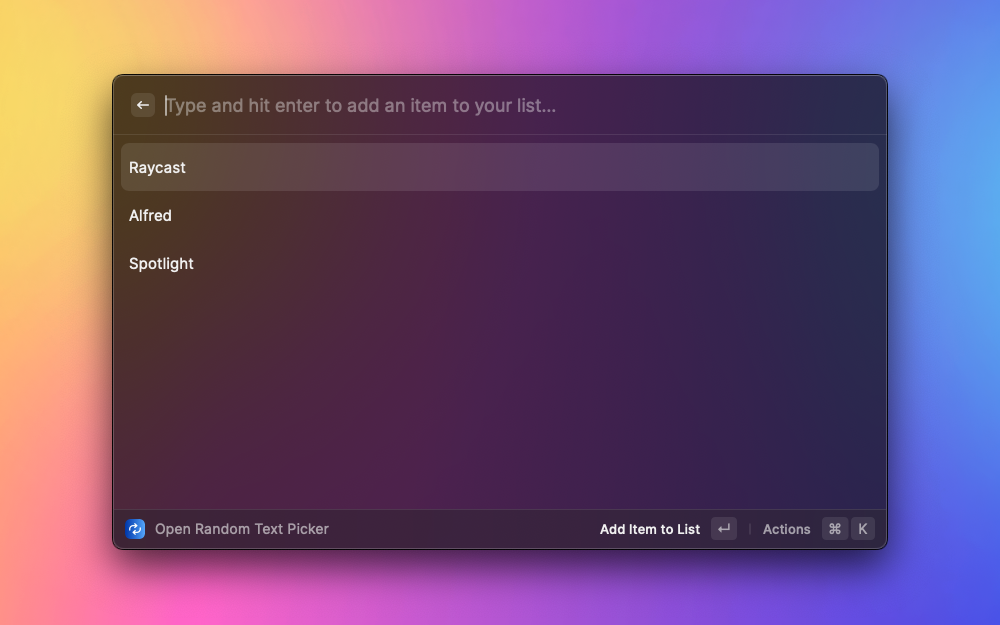 Type and hit enter to add an item to your list...
Raycast
Alfred
Spotlight
Open Random Text Picker
Add Item to List ↵ | Actions ⌘ K